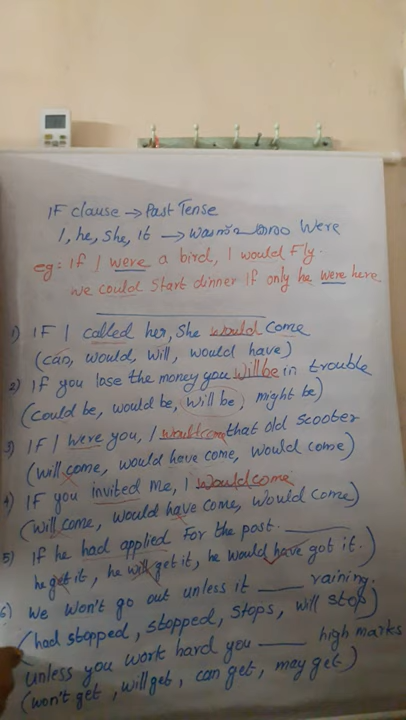 IF clause → Past Tense
I, he, she, it → were
eg: If I were a bird, I would fly.
we could start dinner if only he were here
1) IF I called her, she would come
(can, would, will, would have)
2) IF you lose the money you will be in trouble
(could be, would be, will be, might be)
3) IF I were you, I that old scooter
(will come, would have come, would come)
4) IF you invited me, I would come
(will come, would have come, would come)
5) If he had applied for the post. ______
he get it, he will get it, he would have got it.)
6) we won't go out unless it ____ raining.
(had stopped, stopped, stops, will stop)
unless you work hard you ____ high marks
(won't get, will get, can get, may get)